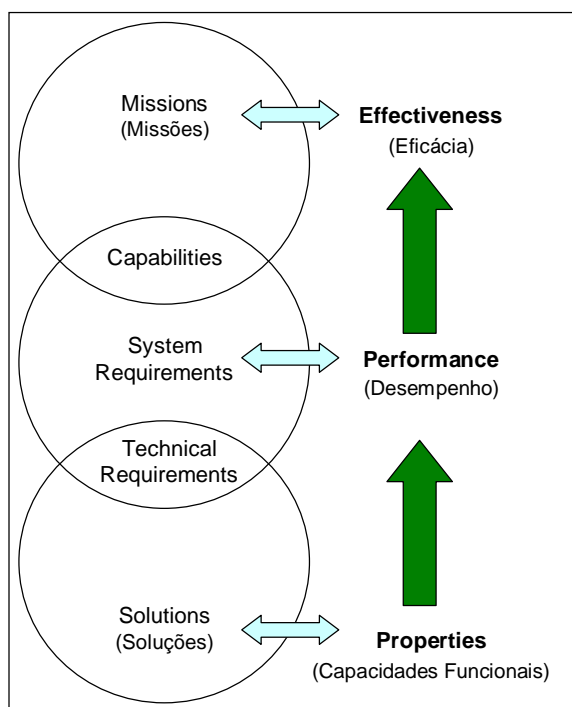 Missions
(Missões)
Effectiveness
(Eficácia)
Capabilities
System
Requirements
Performance
(Desempenho)
Technical
Requirements
Solutions
(Soluções)
Properties
(Capacidades Funcionais)